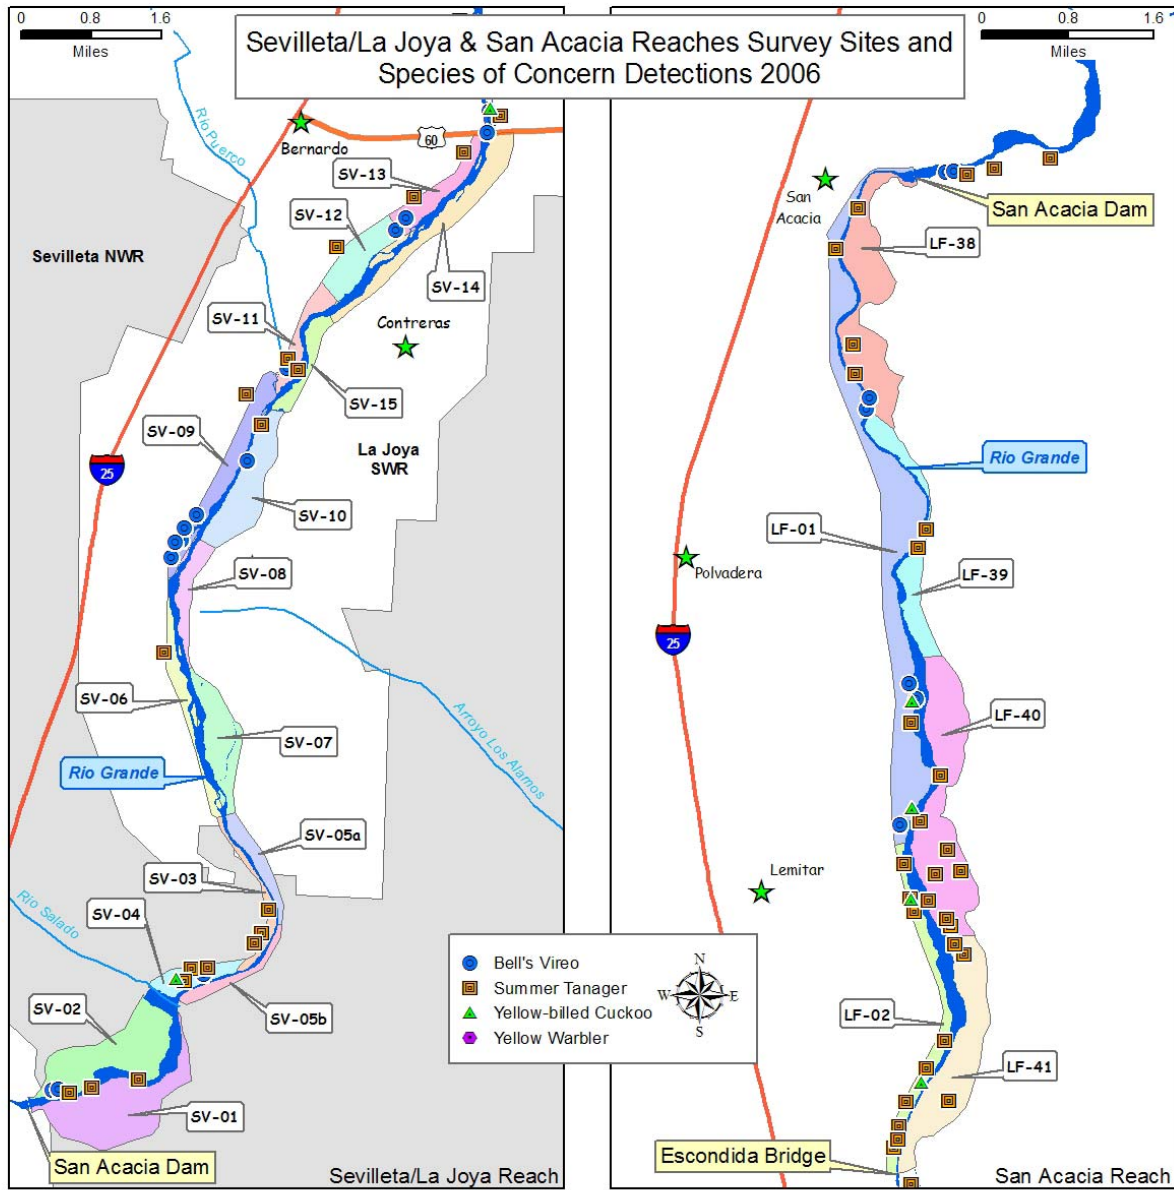 Sevilleta/La Joya & San Acacia Reaches Survey Sites and
Species of Concern Detections 2006
0 0.8 1.6
Miles
0 0.8 1.6
Miles
Rio Puerco
Bernardo
60
SV-13
SV-12
Sevilleta NWR
SV-14
SV-11
Contreras
SV-15
SV-09
La Joya
SWR
25
SV-10
SV-08
SV-06
SV-07
Arroyo Los Alamos
Rio Grande
SV-05a
SV-03
Rio Salado
SV-04
SV-02
SV-05b
SV-01
San Acacia Dam
Sevilleta/La Joya Reach
Bell's Vireo
Summer Tanager
Yellow-billed Cuckoo
Yellow Warbler
N
W E
S
San
Acacia
San Acacia Dam
LF-38
Rio Grande
LF-01
Polvadera
LF-39
25
LF-40
Lemitar
LF-02
LF-41
Escondida Bridge
San Acacia Reach